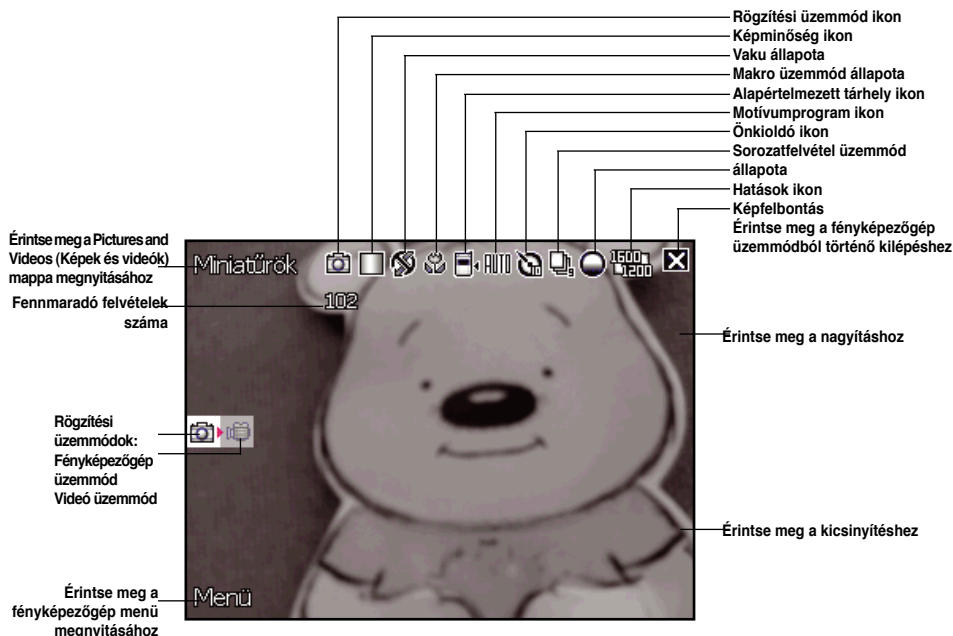 Rögzítési üzemmód ikon
Képminőség ikon
Vaku állapota
Makro üzemmód állapota
Alapértelmezett tárhely ikon
Motívumprogram ikon
Önkioldó ikon
Sorozatfelvétel üzemmód
állapota
Hatások ikon
Képfelbontás
Érintse meg a fényképezőgép
üzemmódból történő kilépéshez
Érintse meg a Pictures and
Videos (Képek és videók)
mappa megnyitásához
Miniatűrök
AUTO
1600
1200
Fennmaradó felvételek
száma
102
Érintse meg a nagyításhoz
Rögzítési
üzemmódok:
Fényképezőgép
üzemmód
Videó üzemmód
Érintse meg a kicsinyítéshez
Érintse meg a
fényképezőgép menü
megnyitásához
Menü